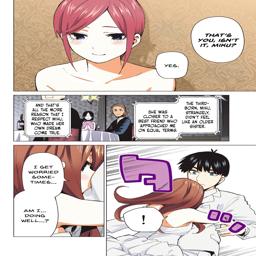 THAT'S
YOU, ISN'T
IT, MIKU?
YES.
THE
THIRD-
BORN, MIKU,
STRANGELY,
DIDN'T FEEL
LIKE AN
OLDER SISTER.
SHE WAS
CLOSER TO
A BEST FRIEND
WHO APPROACHED
ME ON
EQUAL TERMS.
AND THAT'S
ALL THE MORE
REASON THAT I
RESPECT MIKU,
WHO MADE HER
OWN DREAM
COME TRUE.
I GET
WORRIED
SOME-
TIMES...
AM I...
DOING
WELL...?
!